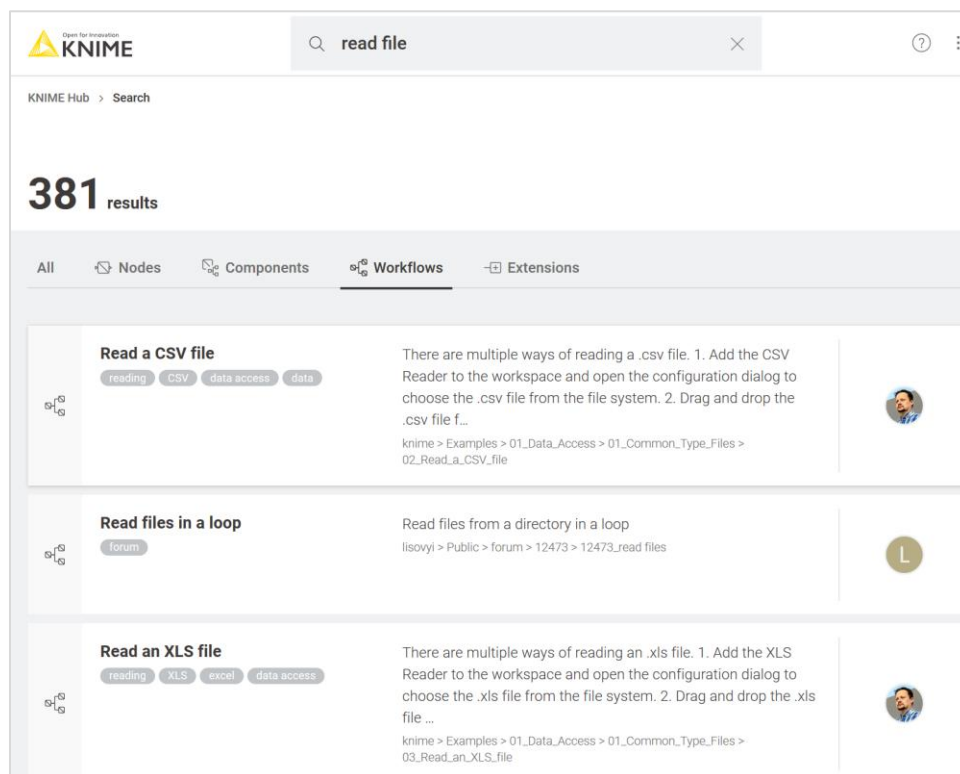 Open for Innovation
KNIME
read file
KNIME Hub > Search
381 results
All Nodes Components Workflows Extensions
Read a CSV file
reading CSV data access data
There are multiple ways of reading a .csv file. 1. Add the CSV
Reader to the workspace and open the configuration dialog to
choose the .csv file from the file system. 2. Drag and drop the
.csv file f...
knime > Examples > 01_Data_Access > 01_Common_Type_Files >
02_Read_a_CSV_file
Read files in a loop
forum
Read files from a directory in a loop
lisovyi > Public > forum > 12473 > 12473_read files
L
Read an XLS file
reading XLS excel data access
There are multiple ways of reading an .xls file. 1. Add the XLS
Reader to the workspace and open the configuration dialog to
choose the .xls file from the file system. 2. Drag and drop the .xls
file ...
knime > Examples > 01_Data_Access > 01_Common_Type_Files >
03_Read_an_XLS_file